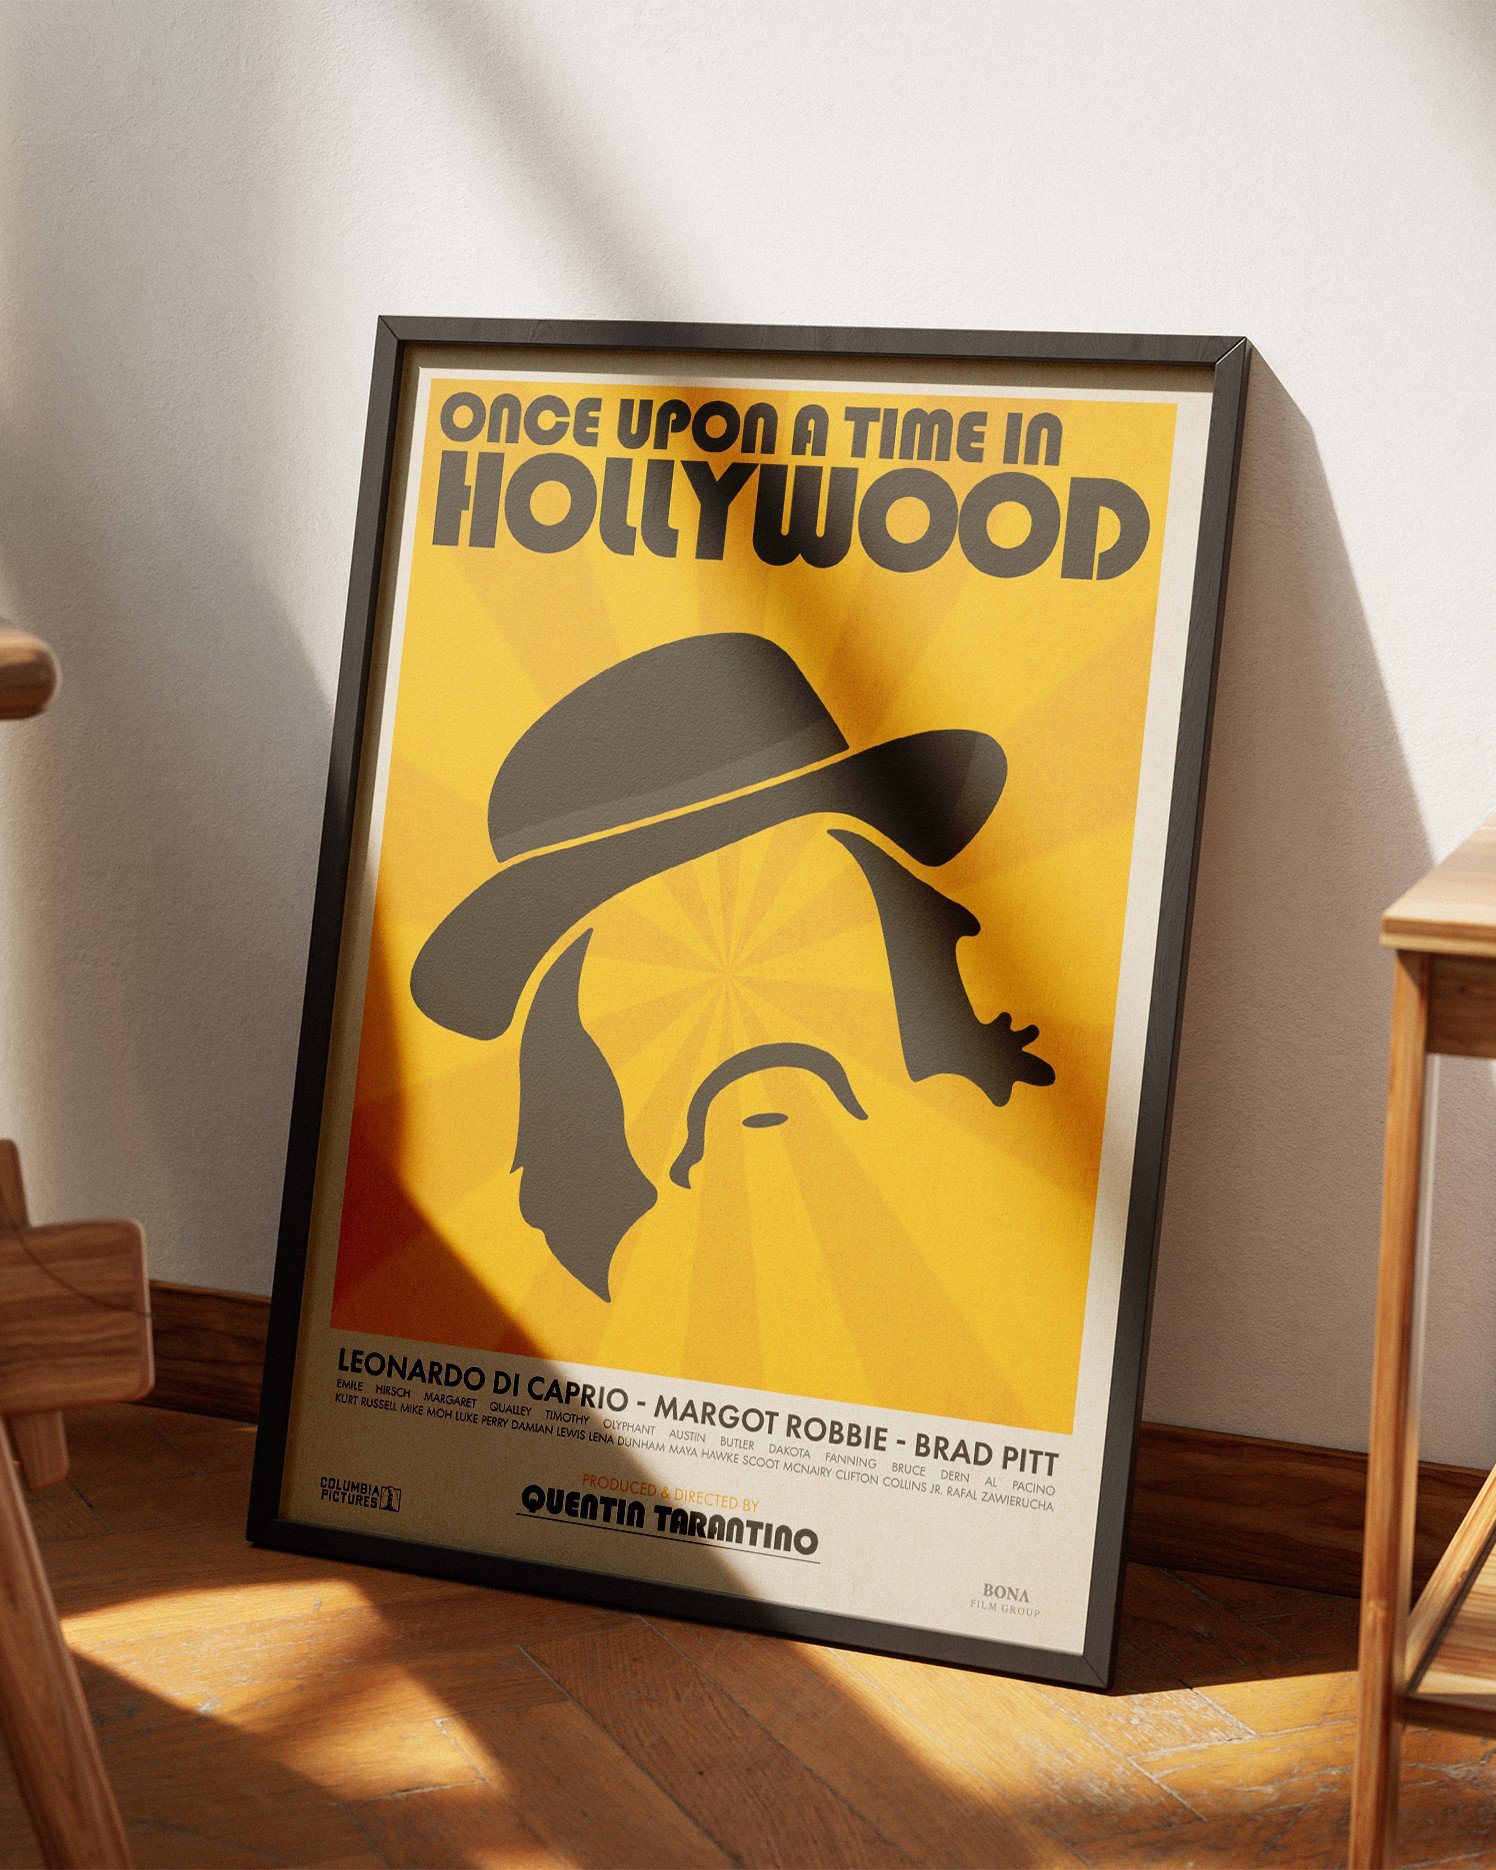 ONCE UPON A TIME IN
HOLLYWOOD
LEONARDO DI CAPRIO - MARGOT ROBBIE - BRAD PITT
EMILE HIRSCH MARGARET QUALLEY TIMOTHY OLYPHANT AUSTIN BUTLER DAKOTA FANNING BRUCE DERN AL PACINO
KURT RUSSELL MIKE MOH LUKE PERRY DAMIAN LEWIS LENA DUNHAM MAYA HAWKE SCOOT MCNAIRY CLIFTON COLLINS JR. RAFAL ZAWIERUCHA
COLUMBIA
PICTURES
PRODUCED & DIRECTED BY
QUENTIN TARANTINO
BONA
FILM GROUP